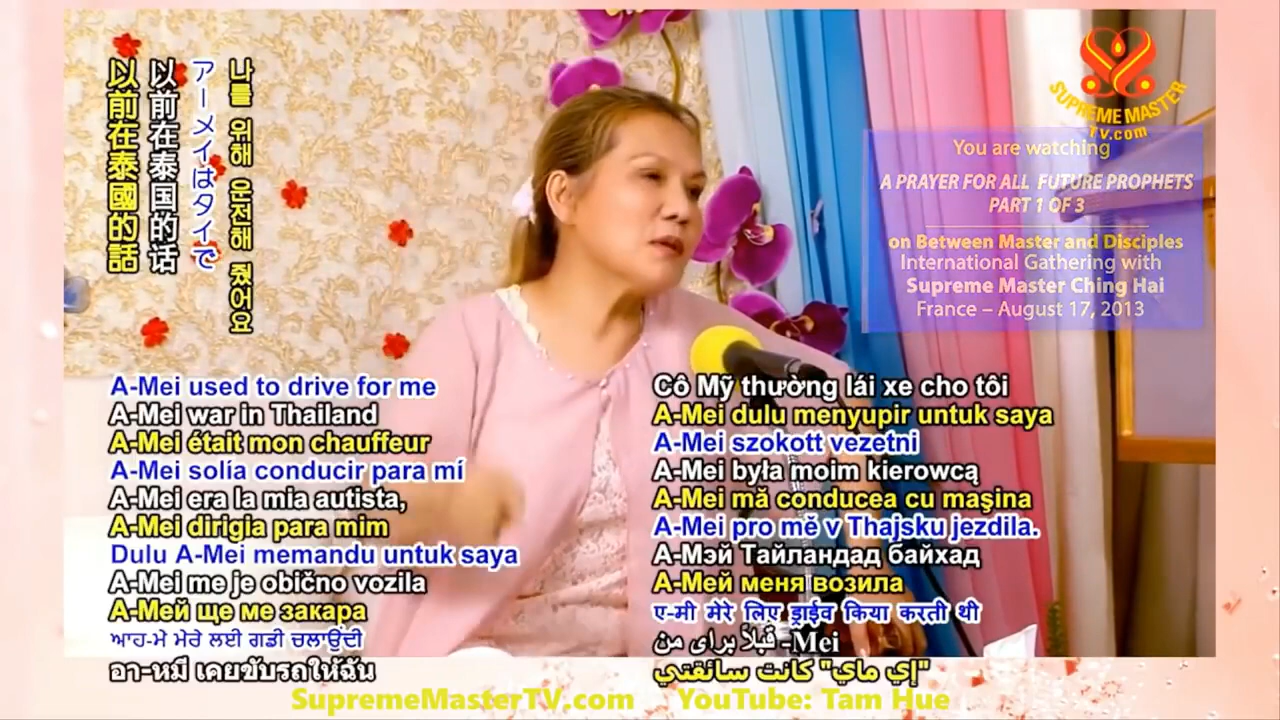 以前在泰國的話
以前在泰国的话
アーメイはタイで
나를 위해 운전해 줬어요
SUPREME MASTER
TV.com
You are watching
A PRAYER FOR ALL FUTURE PROPHETS
PART 1 OF 3
on Between Master and Disciples
International Gathering with
Supreme Master Ching Hai
France – August 17, 2013
A-Mei used to drive for me
A-Mei war in Thailand
A-Mei était mon chauffeur
A-Mei solía conducir para mí
A-Mei era la mia autista,
A-Mei dirigia para mim
Dulu A-Mei memandu untuk saya
A-Mei me je obično vozila
А-Мей ще ме закара
ਆਹ-ਮੇ ਮੇਰੇ ਲਈ ਗਡੀ ਚਲਾਉਂਦੀ
อา-หมี เคยขับรถให้ฉัน
Cô Mỹ thường lái xe cho tôi
A-Mei dulu menyupir untuk saya
A-Mei szokott vezetni
A-Mei była moim kierowcą
A-Mei mă conducea cu maşina
A-Mei pro mě v Thajsku jezdila.
А-Мэй Тайландад байхад
А-Мей меня возила
ए-मी मेरे लिए ड्राईव किया करती थी
قبلاً برای من -Mei
"إي ماي" كانت سائقتي
SupremeMasterTV.com YouTube: Tam Hue